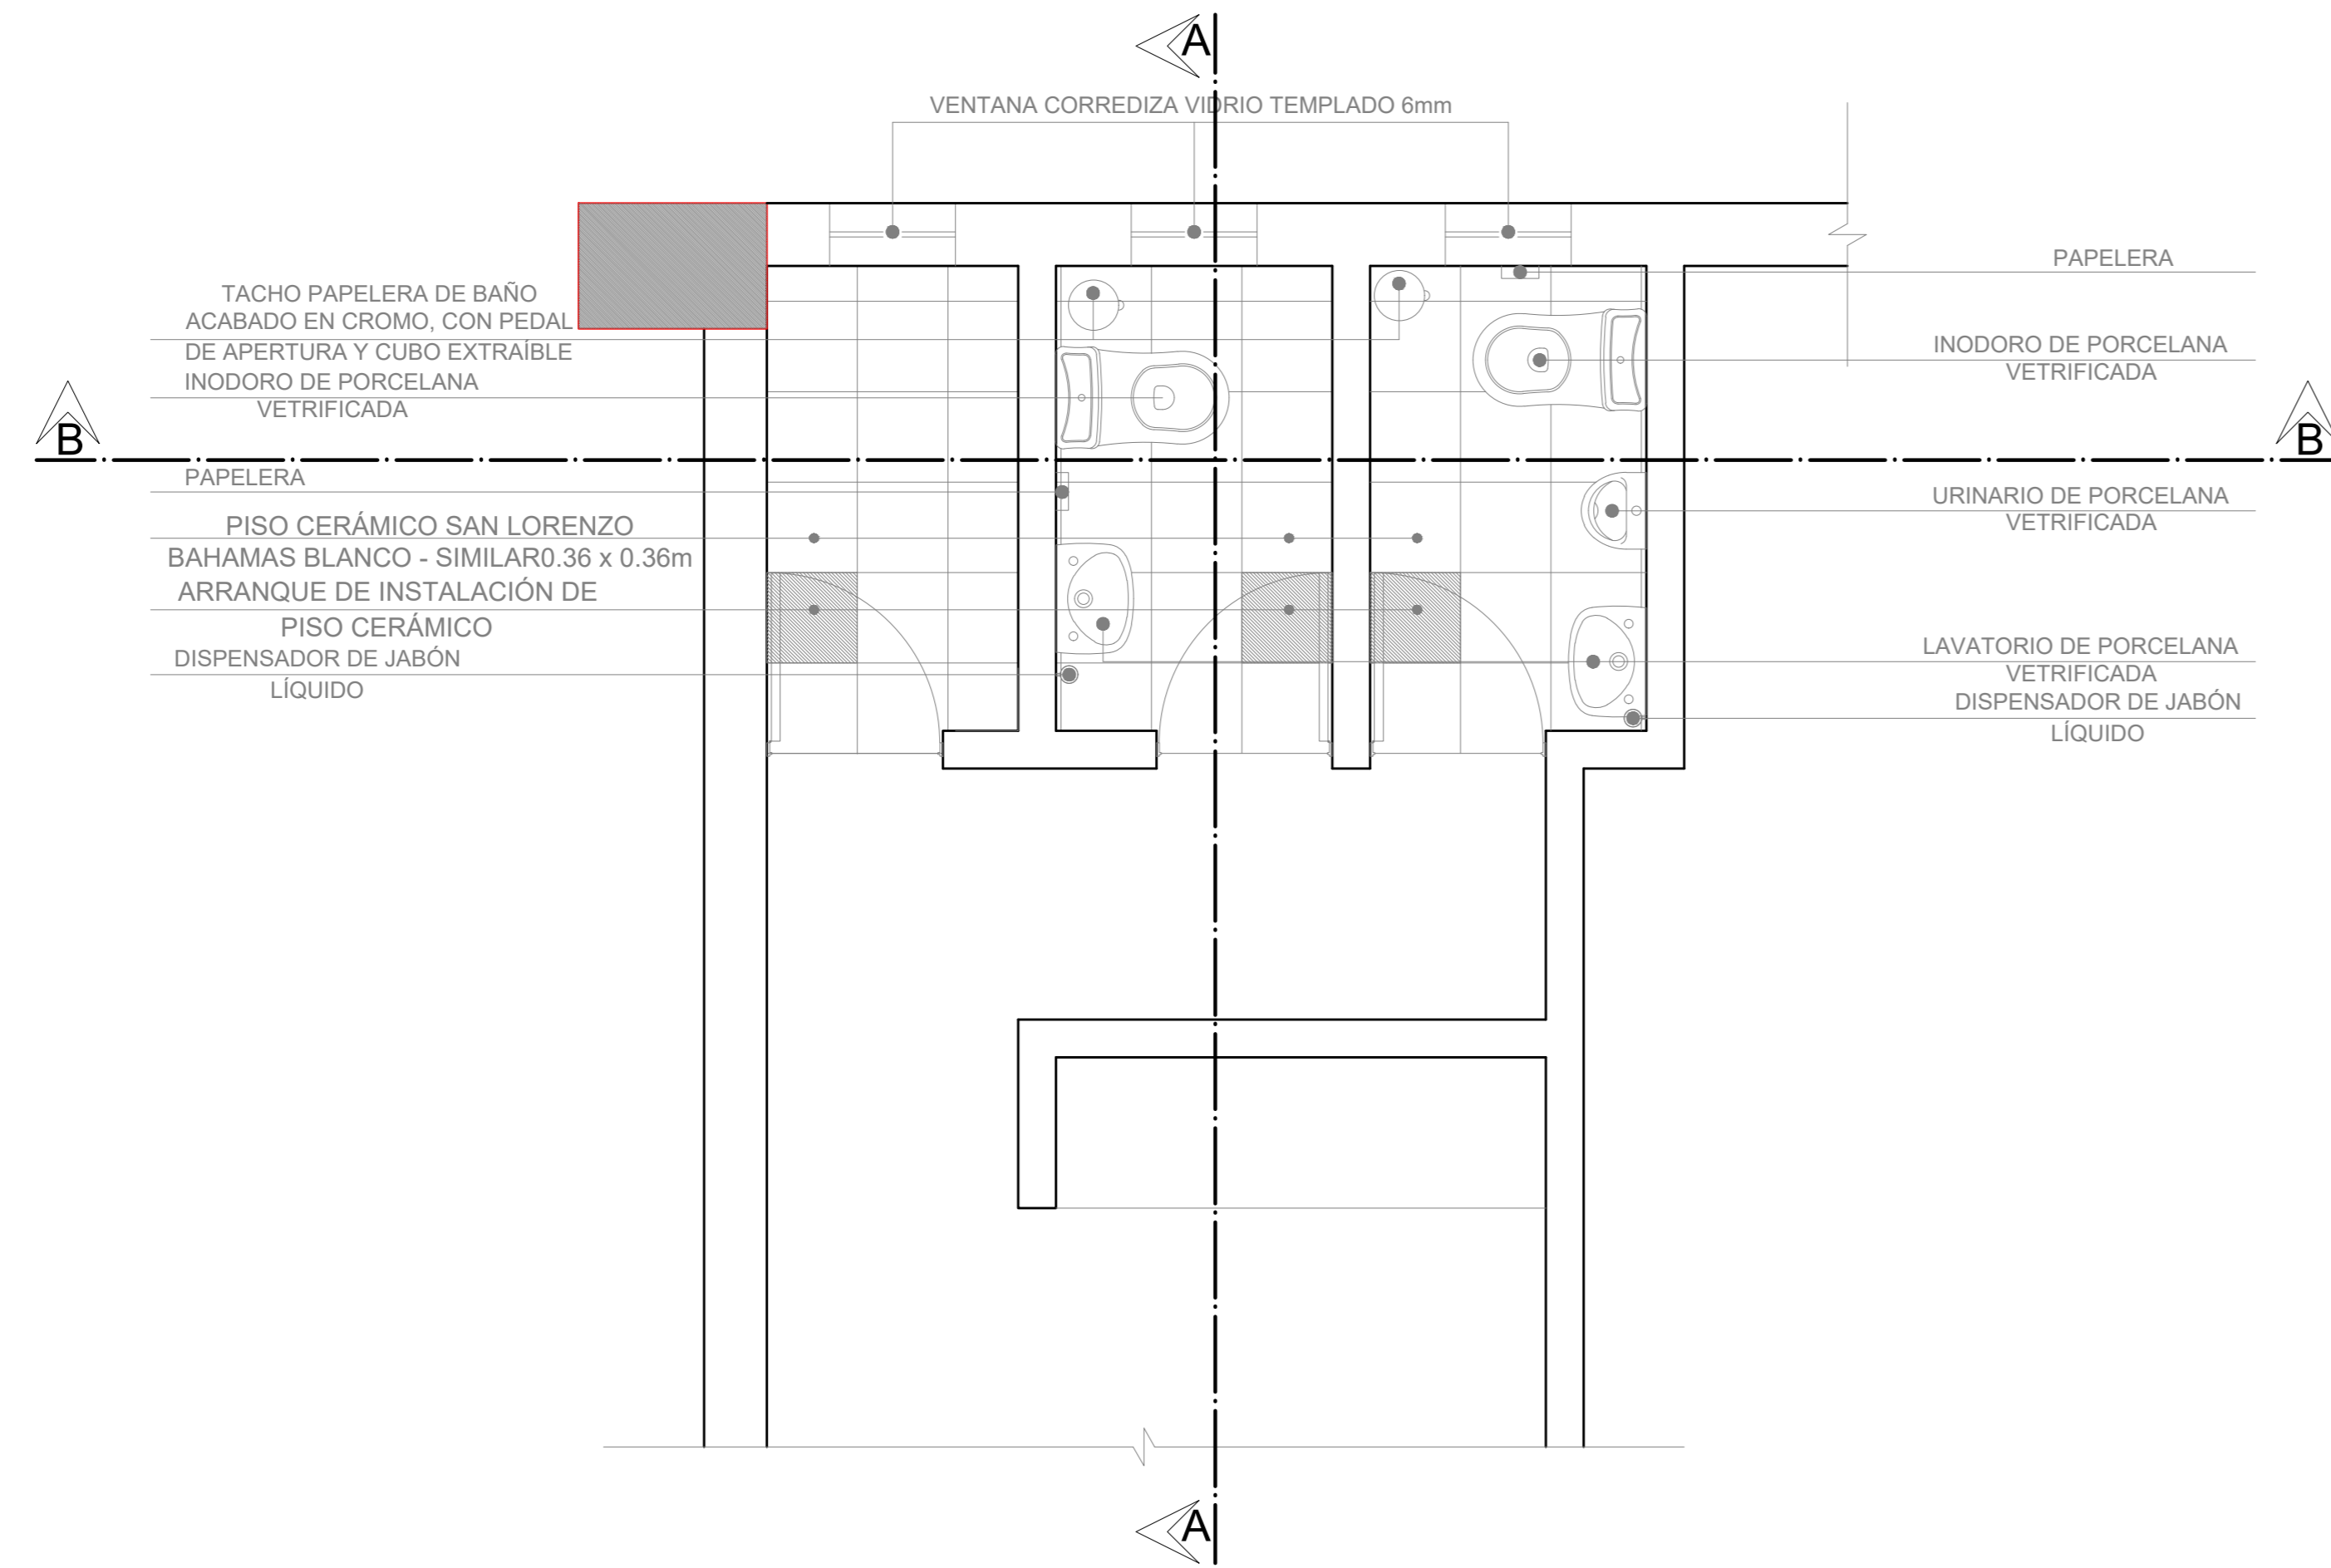 A
VENTANA CORREDIZA VIDRIO TEMPLADO 6mm
TACHO PAPELERA DE BAÑO
ACABADO EN CROMO, CON PEDAL
DE APERTURA Y CUBO EXTRAÍBLE
INODORO DE PORCELANA
VETRIFICADA
B
PAPELERA
PISO CERÁMICO SAN LORENZO
BAHAMAS BLANCO - SIMILAR0.36 x 0.36m
ARRANQUE DE INSTALACIÓN DE
PISO CERÁMICO
DISPENSADOR DE JABÓN
LÍQUIDO
PAPELERA
INODORO DE PORCELANA
VETRIFICADA
B
URINARIO DE PORCELANA
VETRIFICADA
LAVATORIO DE PORCELANA
VETRIFICADA
DISPENSADOR DE JABÓN
LÍQUIDO
A